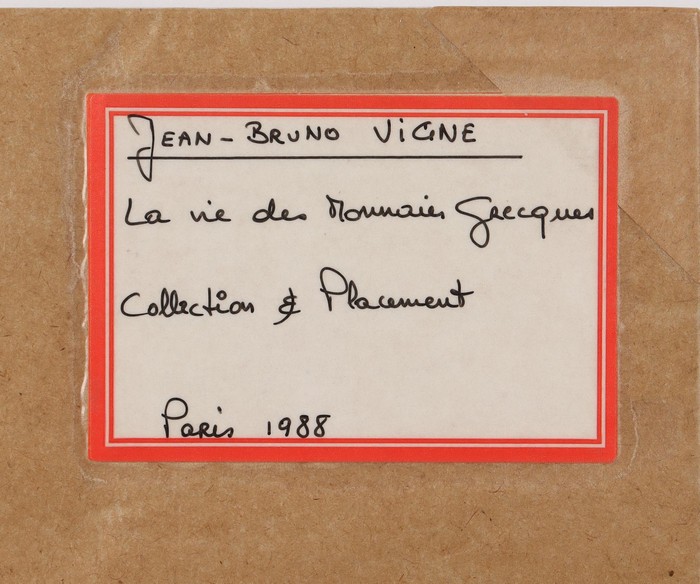 JEAN-BRUNO VIGNE
La vie des Monnaies Grecques
Collection & Placement
Paris 1988